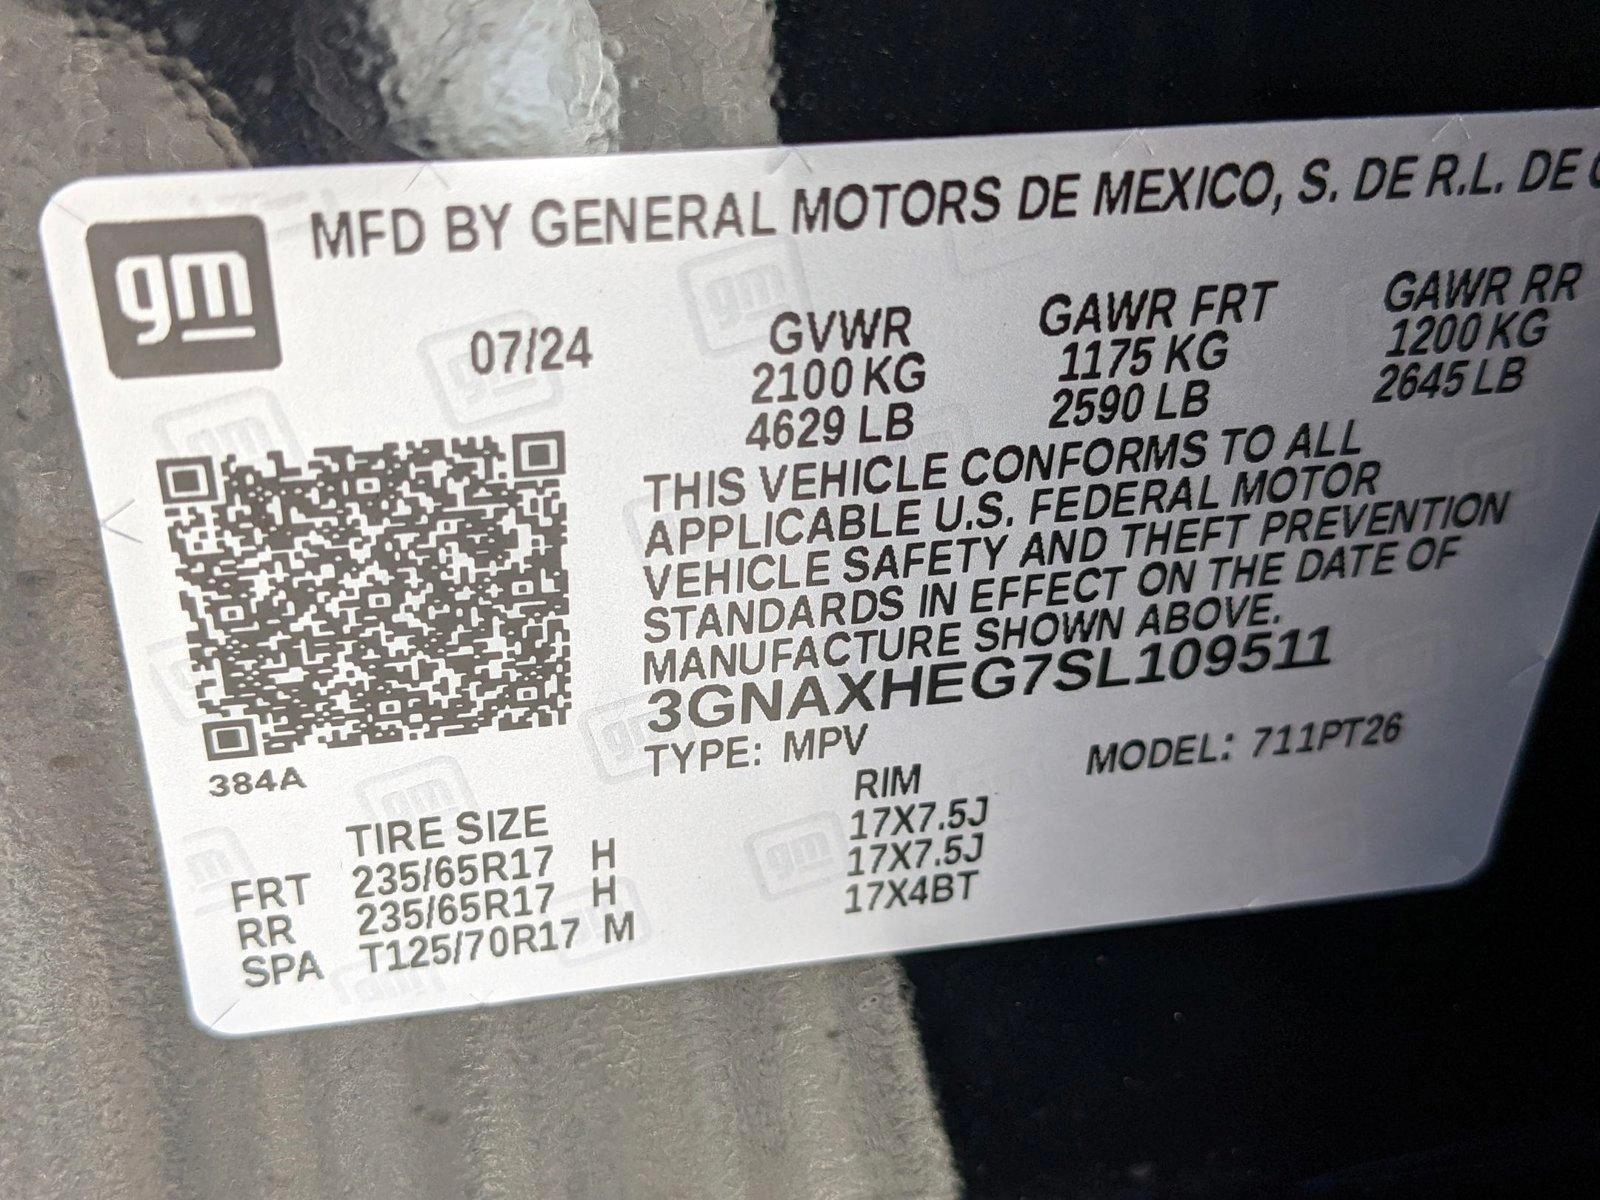 gm
MFD BY GENERAL MOTORS DE MEXICO, S. DE R.L. DE
07/24
GVWR GAWR FRT GAWR RR
2100 KG 1175 KG 1200 KG
4629 LB 2590 LB 2645 LB
THIS VEHICLE CONFORMS TO ALL
APPLICABLE U.S. FEDERAL MOTOR
VEHICLE SAFETY AND THEFT PREVENTION
STANDARDS IN EFFECT ON THE DATE OF
MANUFACTURE SHOWN ABOVE.
3GNAXHEG7SL109511
TYPE: MPV MODEL: 711PT26
384A
TIRE SIZE RIM
FRT 235/65R17 H 17X7.5J
RR 235/65R17 H 17X7.5J
SPA T125/70R17 M 17X4BT